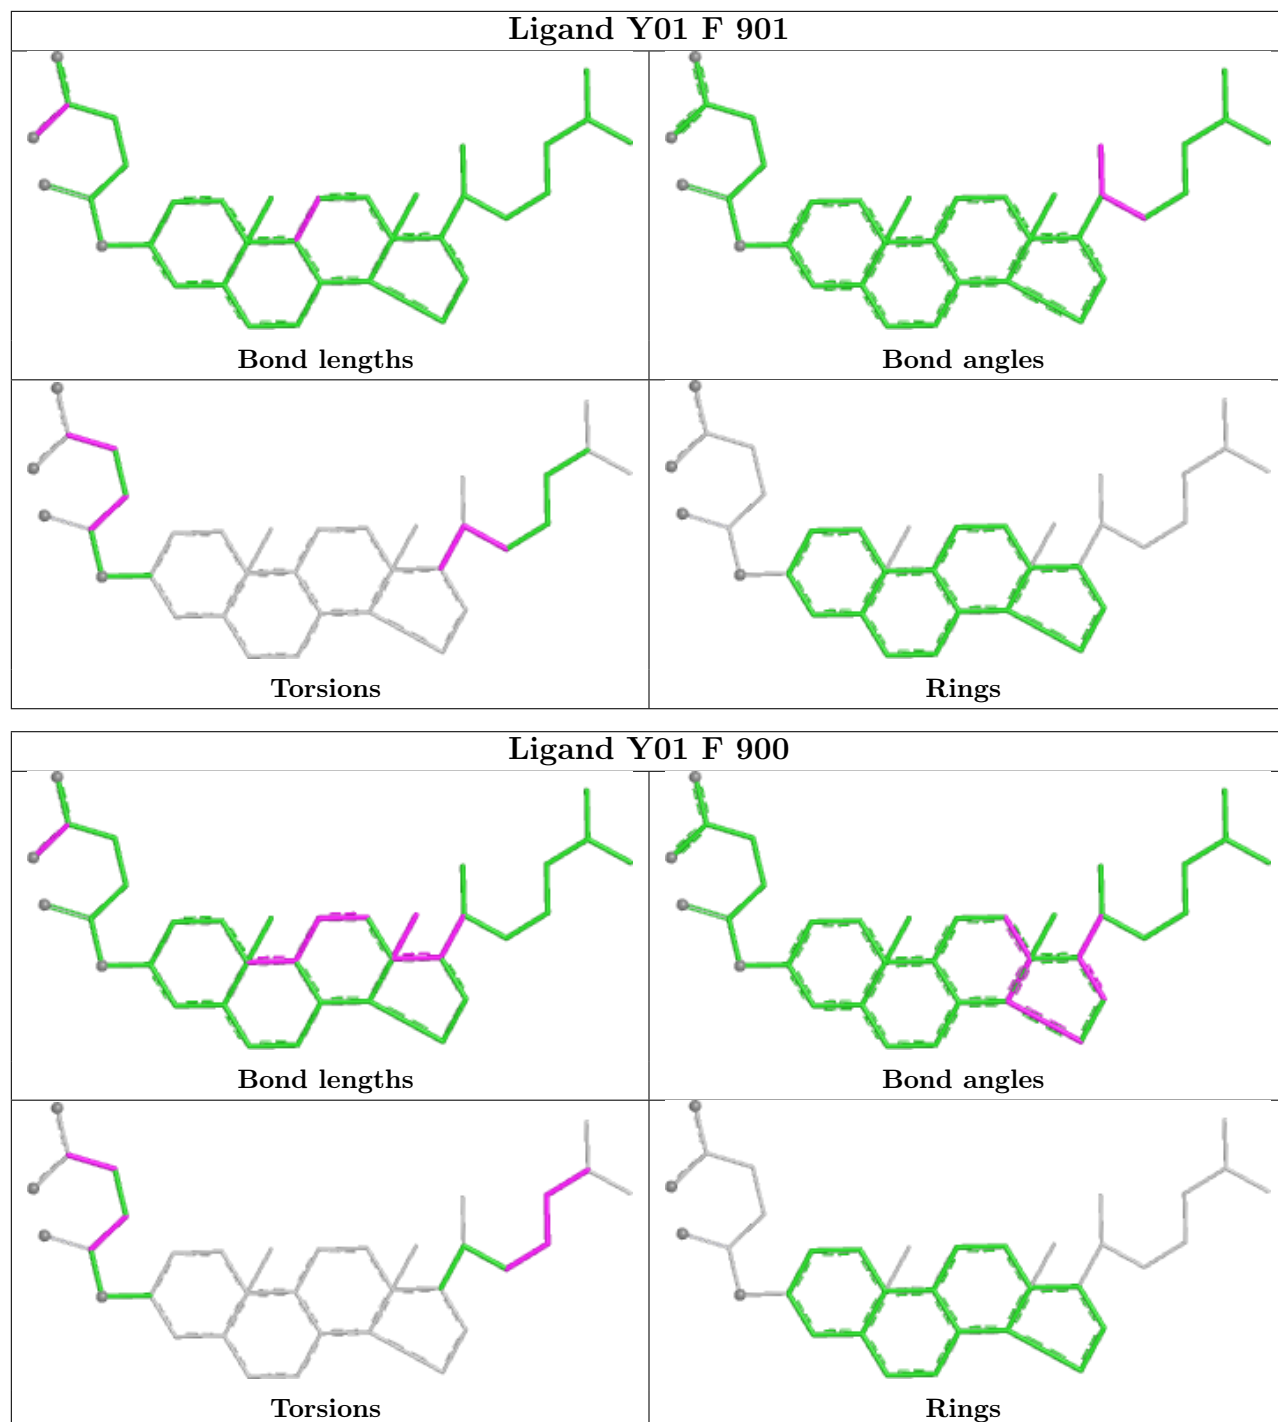 Ligand Y01 F 901
Bond lengths
Bond angles
Torsions
Rings
Ligand Y01 F 900
Bond lengths
Bond angles
Torsions
Rings